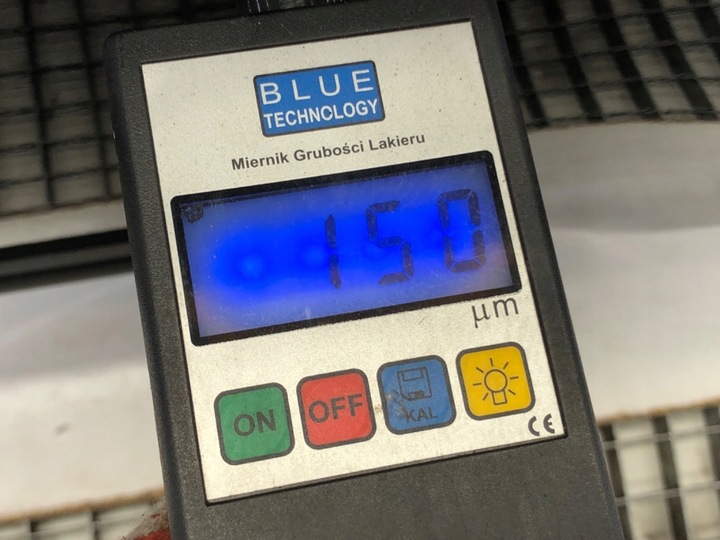 BLUE
TECHNOLOGY
Miernik Grubości Lakieru
150
μm
ON
OFF
KAL
CE